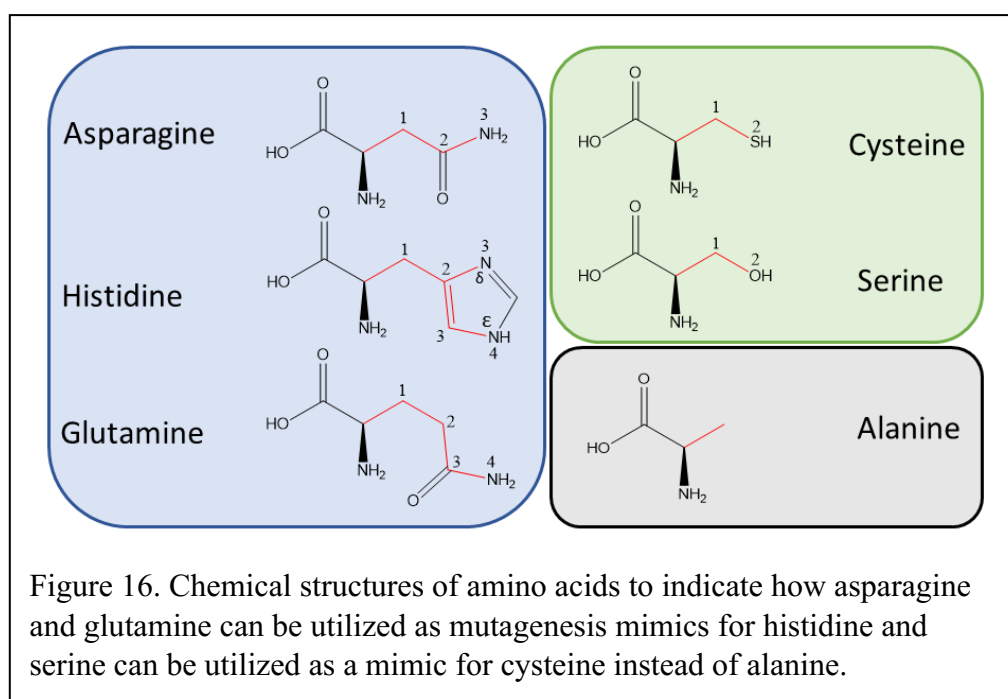 Asparagine
O
HO
NH2
1
2
3
NH2
O
Histidine
O
HO
NH2
1
2
3
N
δ
ε
3
NH
4
Glutamine
O
HO
NH2
1
2
3
O
4
NH2
O
HO
NH2
1
2
SH
Cysteine
O
HO
NH2
1
2
OH
Serine
O
HO
NH2
Alanine
Figure 16. Chemical structures of amino acids to indicate how asparagine
and glutamine can be utilized as mutagenesis mimics for histidine and
serine can be utilized as a mimic for cysteine instead of alanine.